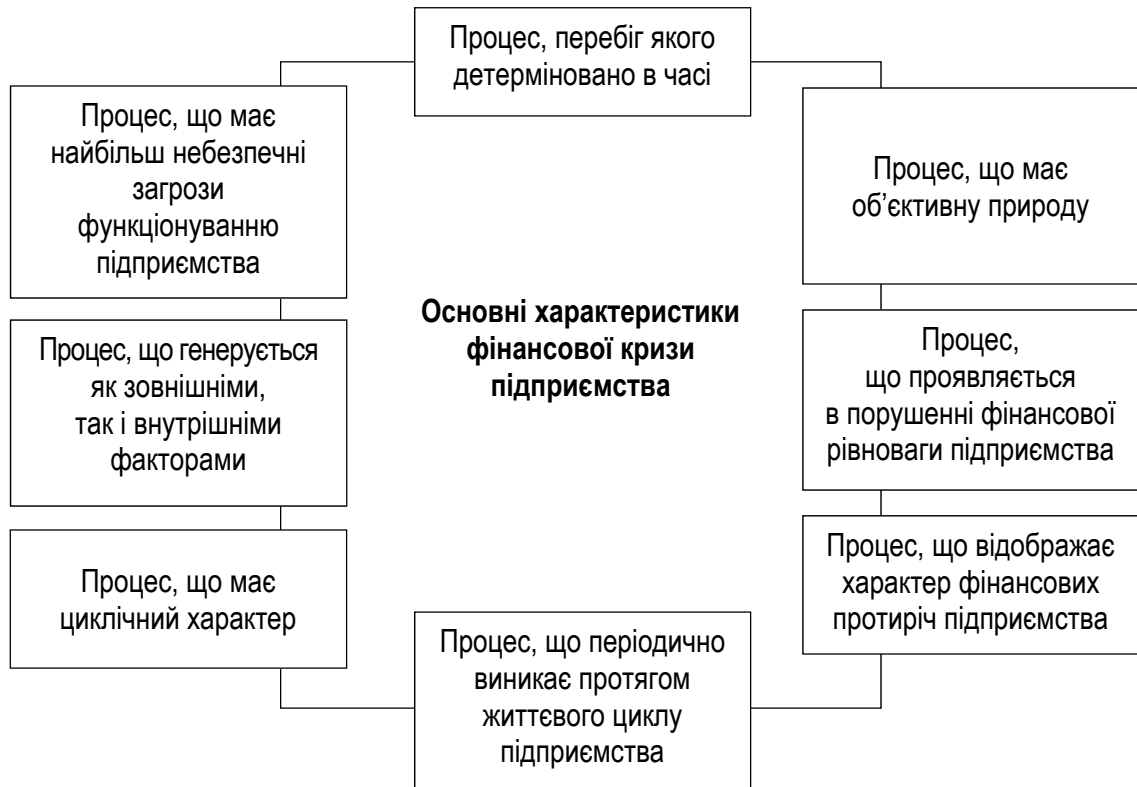 Процес, перебіг якого
детерміновано в часі
Процес, що має
найбільш небезпечні
загрози
функціонуванню
підприємства
Процес, що має
об’єктивну природу
Основні характеристики
фінансової кризи
підприємства
Процес, що генерується
як зовнішніми,
так і внутрішніми
факторами
Процес,
що проявляється
в порушенні фінансової
рівноваги підприємства
Процес, що має
циклічний характер
Процес, що відображає
характер фінансових
протиріч підприємства
Процес, що періодично
виникає протягом
життєвого циклу
підприємства